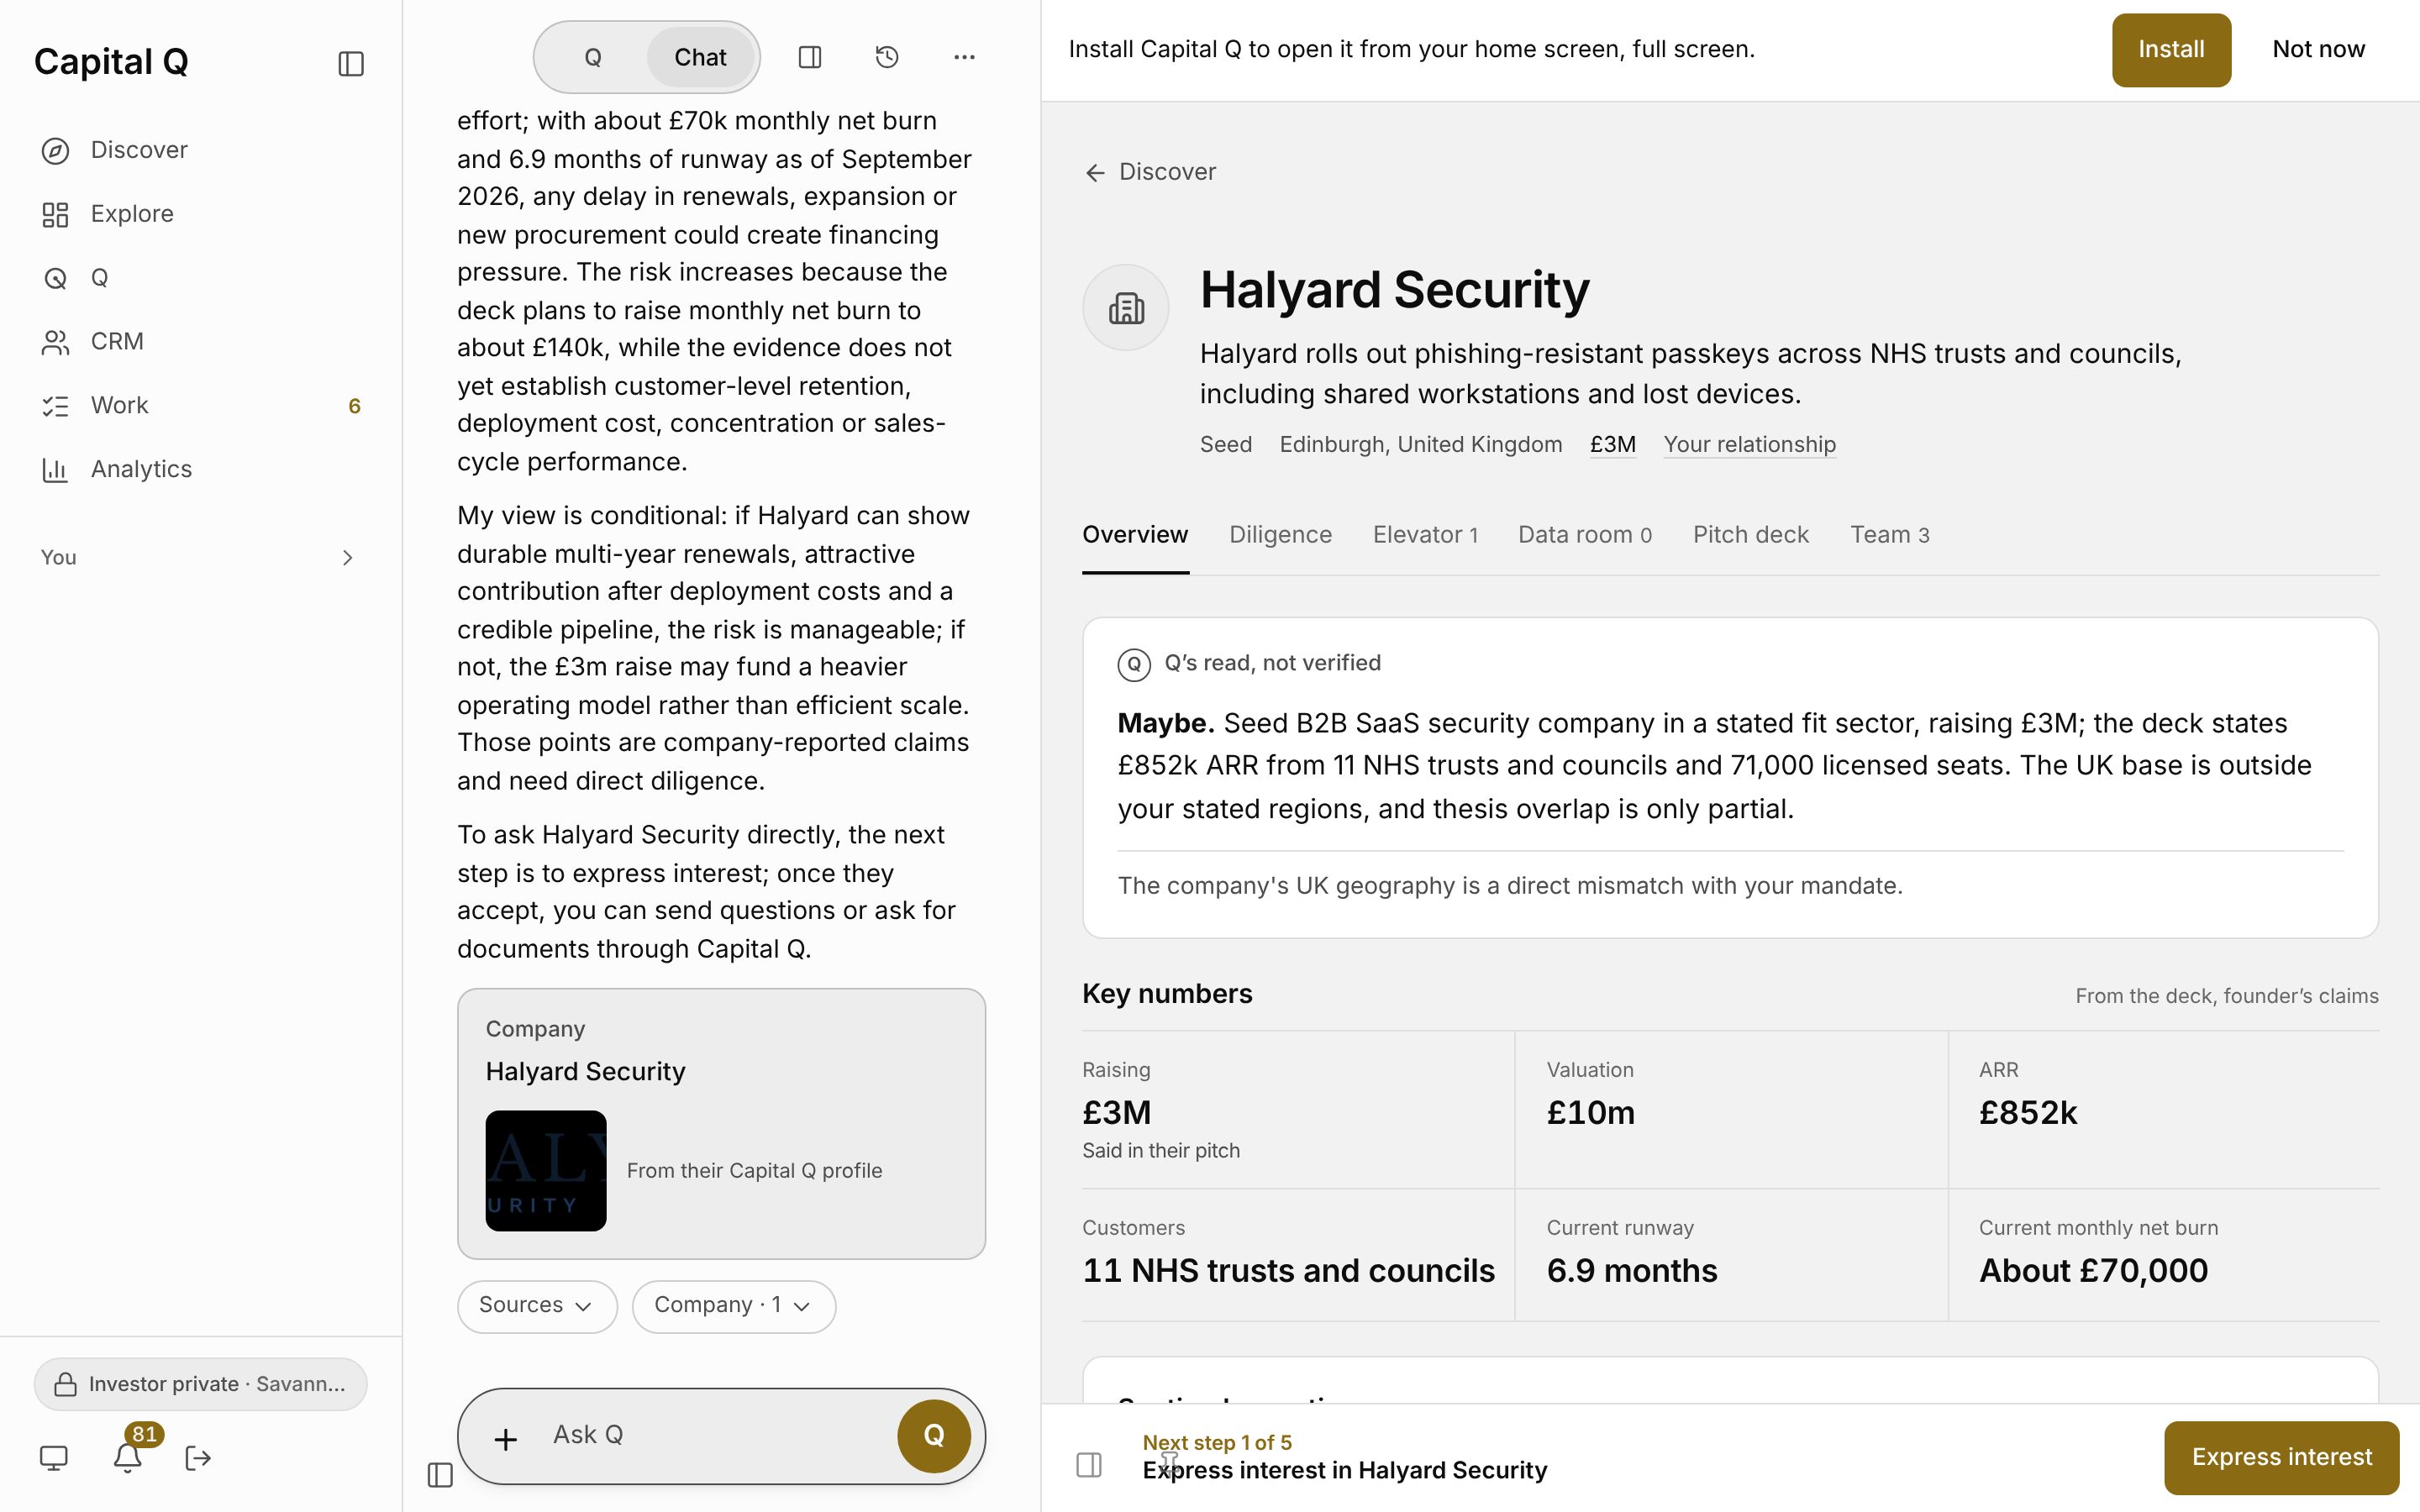 Capital Q
Discover
Explore
Q
CRM
Work 6
Analytics
You
Investor private · Savann...
81
Q Chat
effort; with about £70k monthly net burn
and 6.9 months of runway as of September
2026, any delay in renewals, expansion or
new procurement could create financing
pressure. The risk increases because the
deck plans to raise monthly net burn to
about £140k, while the evidence does not
yet establish customer-level retention,
deployment cost, concentration or sales-
cycle performance.
My view is conditional: if Halyard can show
durable multi-year renewals, attractive
contribution after deployment costs and a
credible pipeline, the risk is manageable; if
not, the £3m raise may fund a heavier
operating model rather than efficient scale.
Those points are company-reported claims
and need direct diligence.
To ask Halyard Security directly, the next
step is to express interest; once they
accept, you can send questions or ask for
documents through Capital Q.
Company
Halyard Security
ALY
URITY
From their Capital Q profile
Sources
Company · 1
Ask Q
Q
Install Capital Q to open it from your home screen, full screen.
Install
Not now
Discover
Halyard Security
Halyard rolls out phishing-resistant passkeys across NHS trusts and councils,
including shared workstations and lost devices.
Seed Edinburgh, United Kingdom £3M Your relationship
Overview Diligence Elevator 1 Data room 0 Pitch deck Team 3
Q Q’s read, not verified
Maybe. Seed B2B SaaS security company in a stated fit sector, raising £3M; the deck states
£852k ARR from 11 NHS trusts and councils and 71,000 licensed seats. The UK base is outside
your stated regions, and thesis overlap is only partial.
The company's UK geography is a direct mismatch with your mandate.
Key numbers
From the deck, founder’s claims
Raising
£3M
Said in their pitch
Valuation
£10m
ARR
£852k
Customers
11 NHS trusts and councils
Current runway
6.9 months
Current monthly net burn
About £70,000
Next step 1 of 5
Express interest in Halyard Security
Express interest